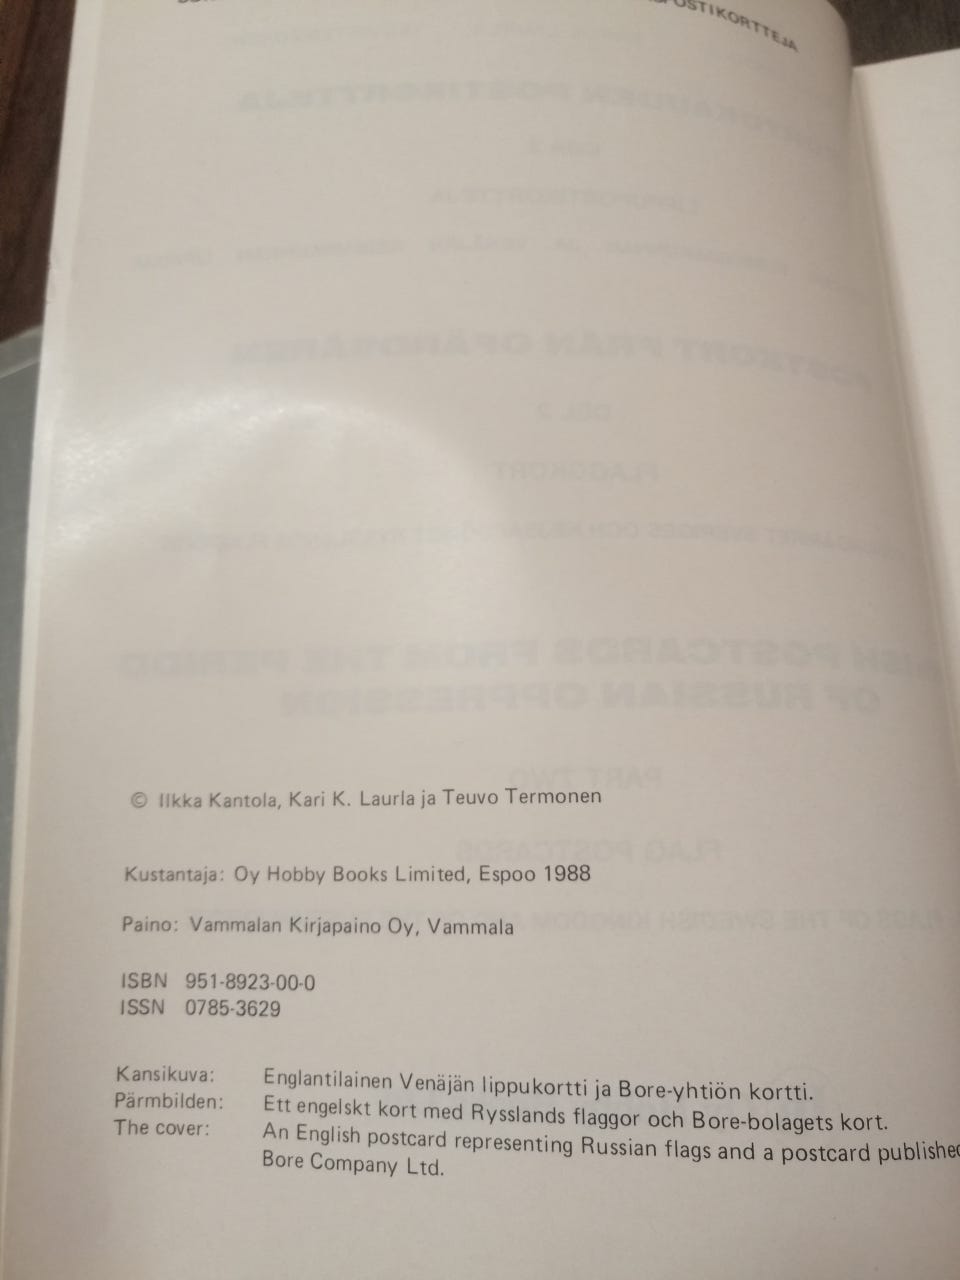 POSTIKORTTEJA
© Ilkka Kantola, Kari K. Laurla ja Teuvo Termonen
Kustantaja: Oy Hobby Books Limited, Espoo 1988
Paino: Vammalan Kirjapaino Oy, Vammala
ISBN 951-8923-00-0
ISSN 0785-3629
Kansikuva: Englantilainen Venäjän lippukortti ja Bore-yhtiön kortti.
Pärmbilden: Ett engelskt kort med Rysslands flaggor och Bore-bolagets kort.
The cover: An English postcard representing Russian flags and a postcard publishe
Bore Company Ltd.